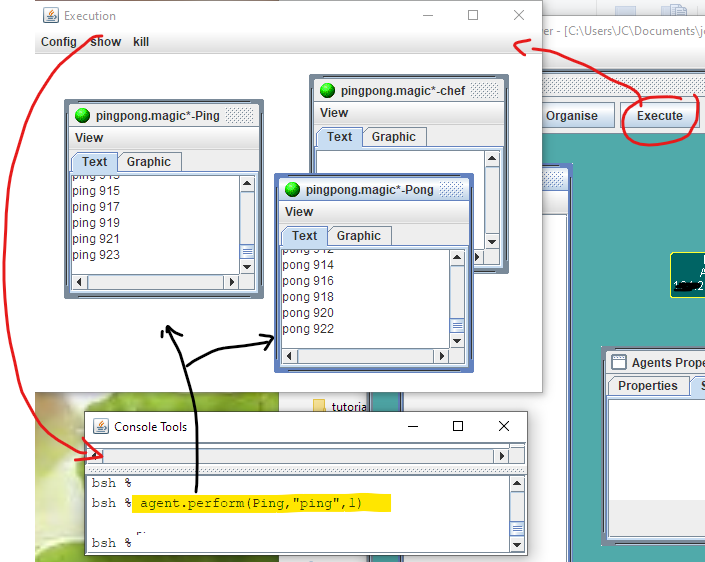 Execution
Config show kill
er - [C:\Users\JC\Documents\je
Organise
Execute
pingpong.magic*-Ping
View
Text Graphic
ping 915
ping 917
ping 919
ping 921
ping 923
pingpong.magic*-chef
View
Text Graphic
pingpong.magic*-Pong
View
Text Graphic
pong 912
pong 914
pong 916
pong 918
pong 920
pong 922
Agents Prope
Properties S
tutoria
Console Tools
bsh %
bsh % agent.perform(Ping,"ping",1)
bsh %